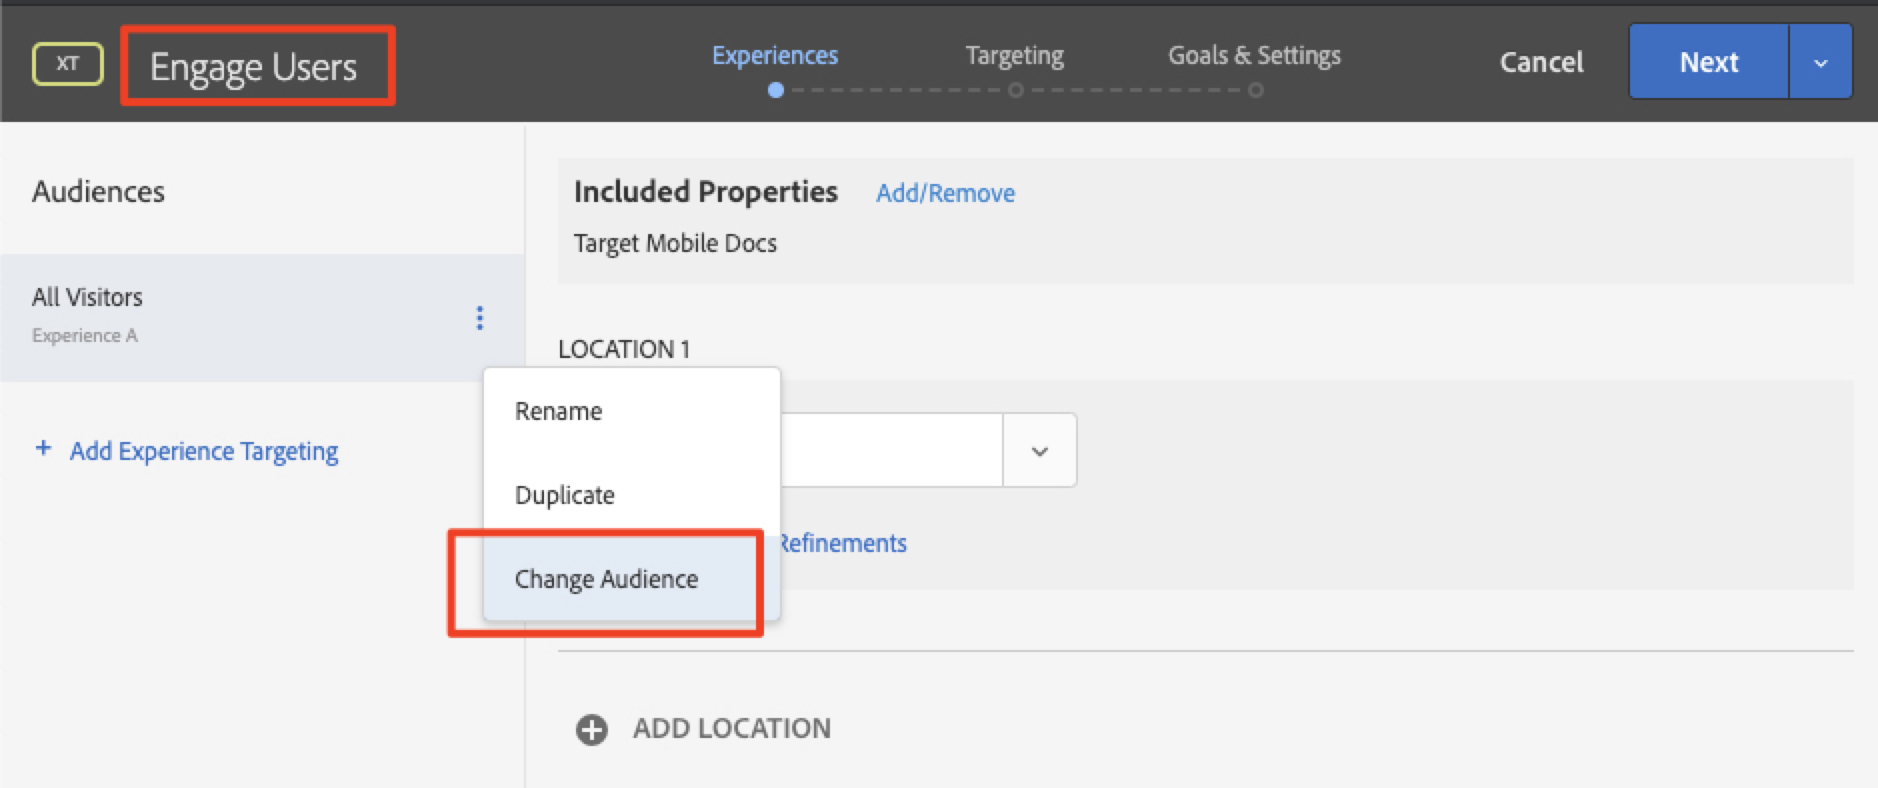 XT
Engage Users
Experiences
Targeting
Goals & Settings
Cancel
Next
Audiences
All Visitors
Experience A
+ Add Experience Targeting
Included Properties
Add/Remove
Target Mobile Docs
LOCATION 1
Rename
Duplicate
Change Audience
Refinements
ADD LOCATION